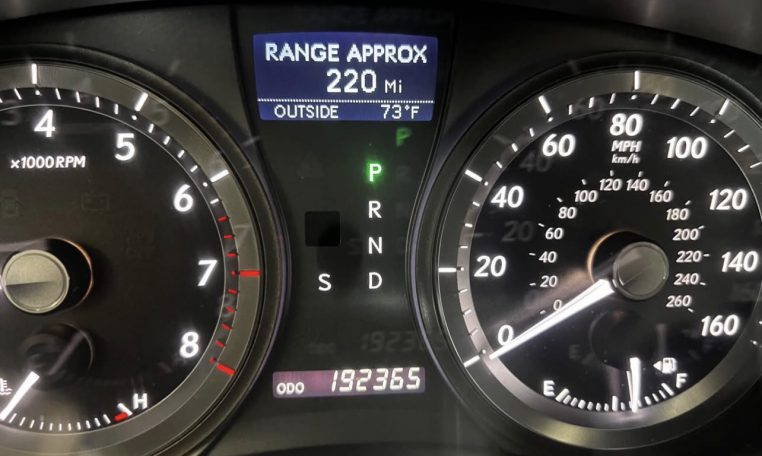 RANGE APPROX
220 Mi
OUTSIDE 73°F
4
5
6
7
8
×1000RPM
H
P
R
N
S D
ODO 192365
0
20
40
60
80
100
120
140
160
MPH
km/h
0
20
40
60
80
100
120
140
160
180
200
220
240
260
E F